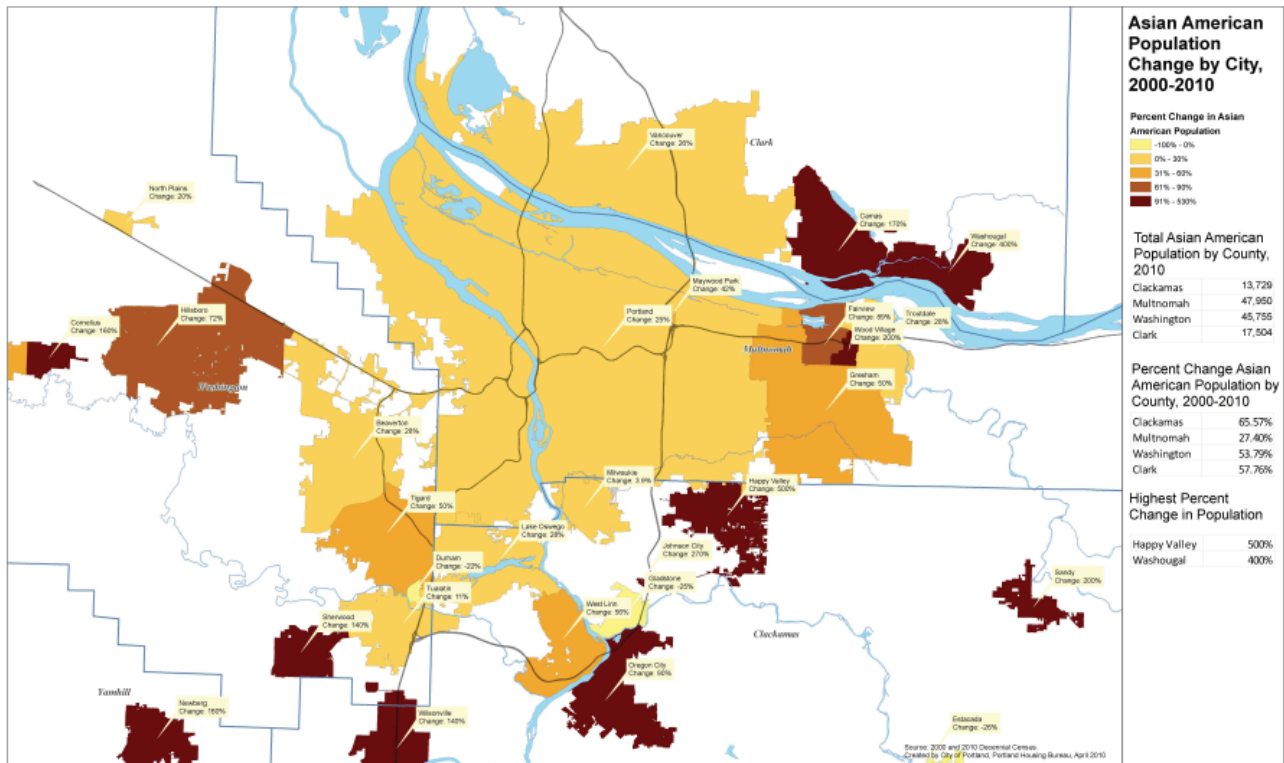 Asian American
Population
Change by City,
2000-2010
Percent Change in Asian
American Population
-100% - 0%
0% - 30%
31% - 60%
61% - 90%
91% - 530%
Total Asian American
Population by County,
2010
Clackamas 13,729
Multnomah 47,950
Washington 45,755
Clark 17,504
Percent Change Asian
American Population by
County, 2000-2010
Clackamas 65.57%
Multnomah 27.40%
Washington 53.79%
Clark 57.76%
Highest Percent
Change in Population
Happy Valley 500%
Washougal 400%
Vancouver
Change: 26%
Clark
North Plains
Change: 20%
Camas
Change: 170%
Washougal
Change: 400%
Maywood Park
Change: 42%
Hillsboro
Change: 72%
Cornelius
Change: 160%
Portland
Change: 25%
Fairview
Change: 89%
Troutdale
Change: 28%
Wood Village
Change: 200%
Multnomah
Washington
Gresham
Change: 50%
Beaverton
Change: 28%
Milwaukie
Change: 3.9%
Happy Valley
Change: 500%
Tigard
Change: 50%
Lake Oswego
Change: 28%
Johnson City
Change: 270%
Durham
Change: -22%
Gladstone
Change: -25%
Sandy
Change: 200%
Tualatin
Change: 11%
West Linn
Change: 56%
Sherwood
Change: 140%
Clackamas
Oregon City
Change: 90%
Yamhill
Newberg
Change: 160%
Wilsonville
Change: 140%
Estacada
Change: -26%
Source: 2000 and 2010 Decennial Census.
Created by City of Portland, Portland Housing Bureau, April 2010